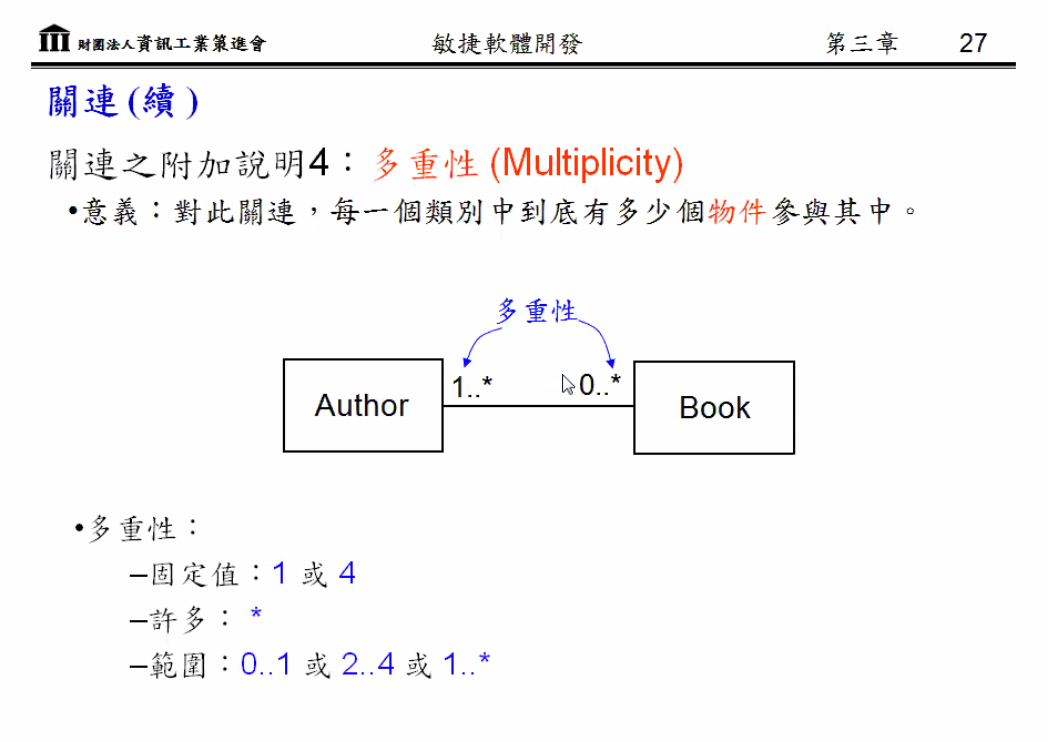 財團法人資訊工業策進會 敏捷軟體開發 第三章 27
關連 (續 )
關連之附加說明4：多重性 (Multiplicity)
•意義：對此關連，每一個類別中到底有多少個物件參與其中。
多重性
1..* 0..*
Author Book
•多重性：
–固定值：1 或 4
–許多： *
–範圍：0..1 或 2..4 或 1..*